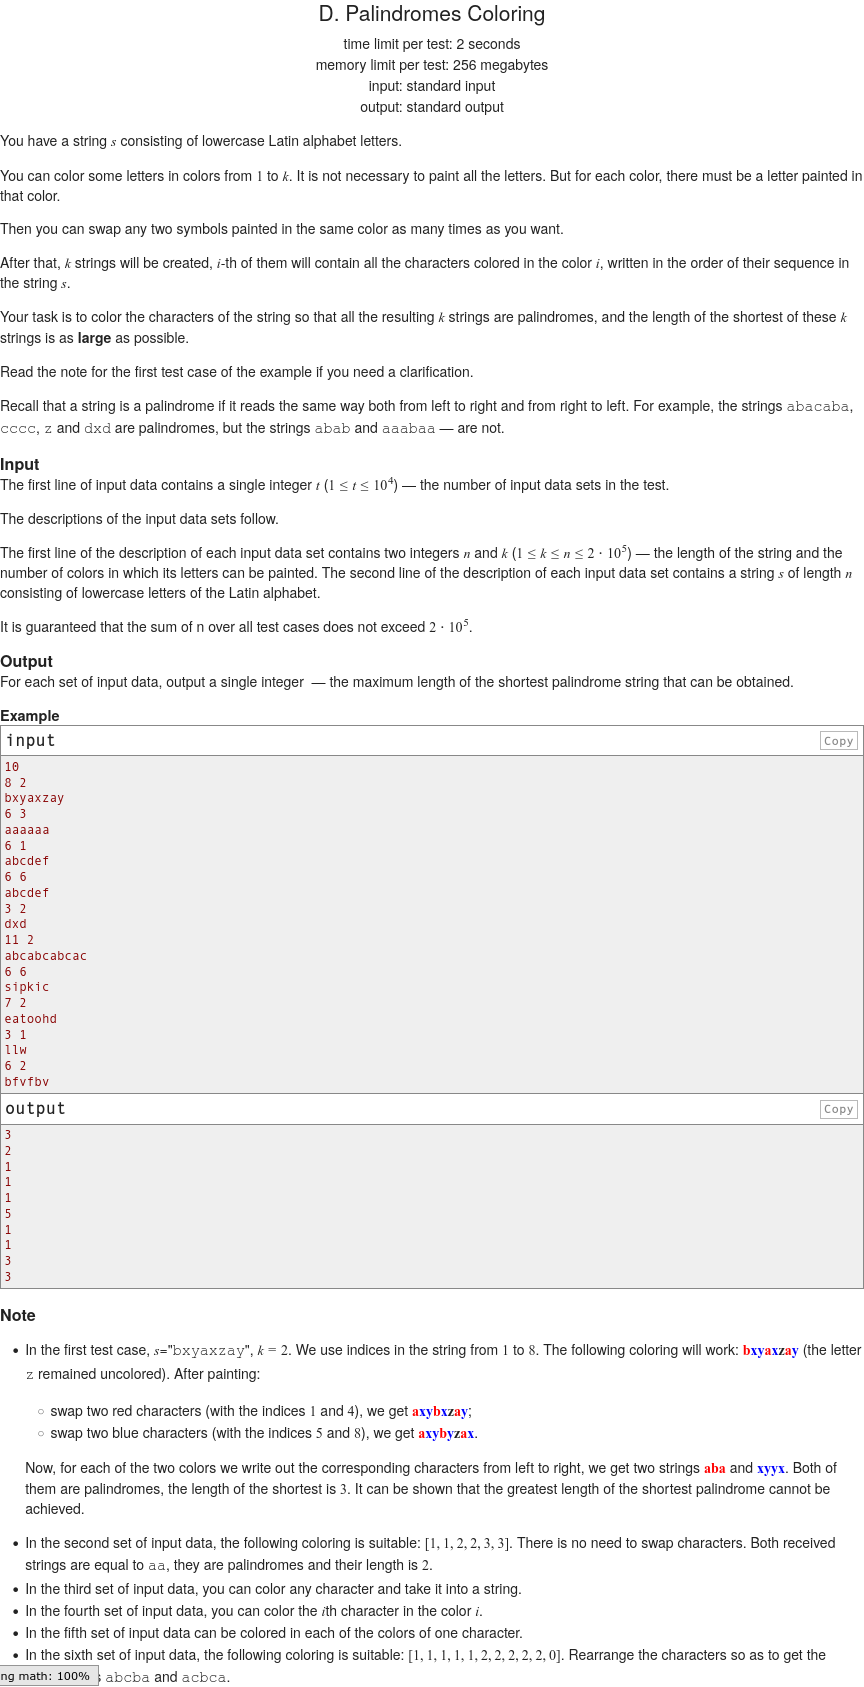 D. Palindromes Coloring
time limit per test: 2 seconds
memory limit per test: 256 megabytes
input: standard input
output: standard output
You have a string s consisting of lowercase Latin alphabet letters.
You can color some letters in colors from 1 to k. It is not necessary to paint all the letters. But for each color, there must be a letter painted in
that color.
Then you can swap any two symbols painted in the same color as many times as you want.
After that, k strings will be created, i-th of them will contain all the characters colored in the color i, written in the order of their sequence in
the string s.
Your task is to color the characters of the string so that all the resulting k strings are palindromes, and the length of the shortest of these k
strings is as large as possible.
Read the note for the first test case of the example if you need a clarification.
Recall that a string is a palindrome if it reads the same way both from left to right and from right to left. For example, the strings abacaba,
cccc, z and dxd are palindromes, but the strings abab and aaabaa — are not.
Input
The first line of input data contains a single integer t (1 ≤ t ≤ 10⁴) — the number of input data sets in the test.
The descriptions of the input data sets follow.
The first line of the description of each input data set contains two integers n and k (1 ≤ k ≤ n ≤ 2 · 10⁵) — the length of the string and the
number of colors in which its letters can be painted. The second line of the description of each input data set contains a string s of length n
consisting of lowercase letters of the Latin alphabet.
It is guaranteed that the sum of n over all test cases does not exceed 2 · 10⁵.
Output
For each set of input data, output a single integer — the maximum length of the shortest palindrome string that can be obtained.
Example
input Copy
10
8 2
bxyaxzay
6 3
aaaaaa
6 1
abcdef
6 6
abcdef
3 2
dxd
11 2
abcabcabcac
6 6
sipkic
7 2
eatoohd
3 1
llw
6 2
bfvfbv
output Copy
3
2
1
1
1
5
1
1
3
3
Note
• In the first test case, s="bxyaxzay", k = 2. We use indices in the string from 1 to 8. The following coloring will work: bxyaxzay (the letter
z remained uncolored). After painting:
○ swap two red characters (with the indices 1 and 4), we get axybxzay;
○ swap two blue characters (with the indices 5 and 8), we get axybyzax.
Now, for each of the two colors we write out the corresponding characters from left to right, we get two strings aba and xyyx. Both of
them are palindromes, the length of the shortest is 3. It can be shown that the greatest length of the shortest palindrome cannot be
achieved.
• In the second set of input data, the following coloring is suitable: [1, 1, 2, 2, 3, 3]. There is no need to swap characters. Both received
strings are equal to aa, they are palindromes and their length is 2.
• In the third set of input data, you can color any character and take it into a string.
• In the fourth set of input data, you can color the ith character in the color i.
• In the fifth set of input data can be colored in each of the colors of one character.
• In the sixth set of input data, the following coloring is suitable: [1, 1, 1, 1, 1, 2, 2, 2, 2, 2, 0]. Rearrange the characters so as to get the
ng math: 100% s abcba and acbca.